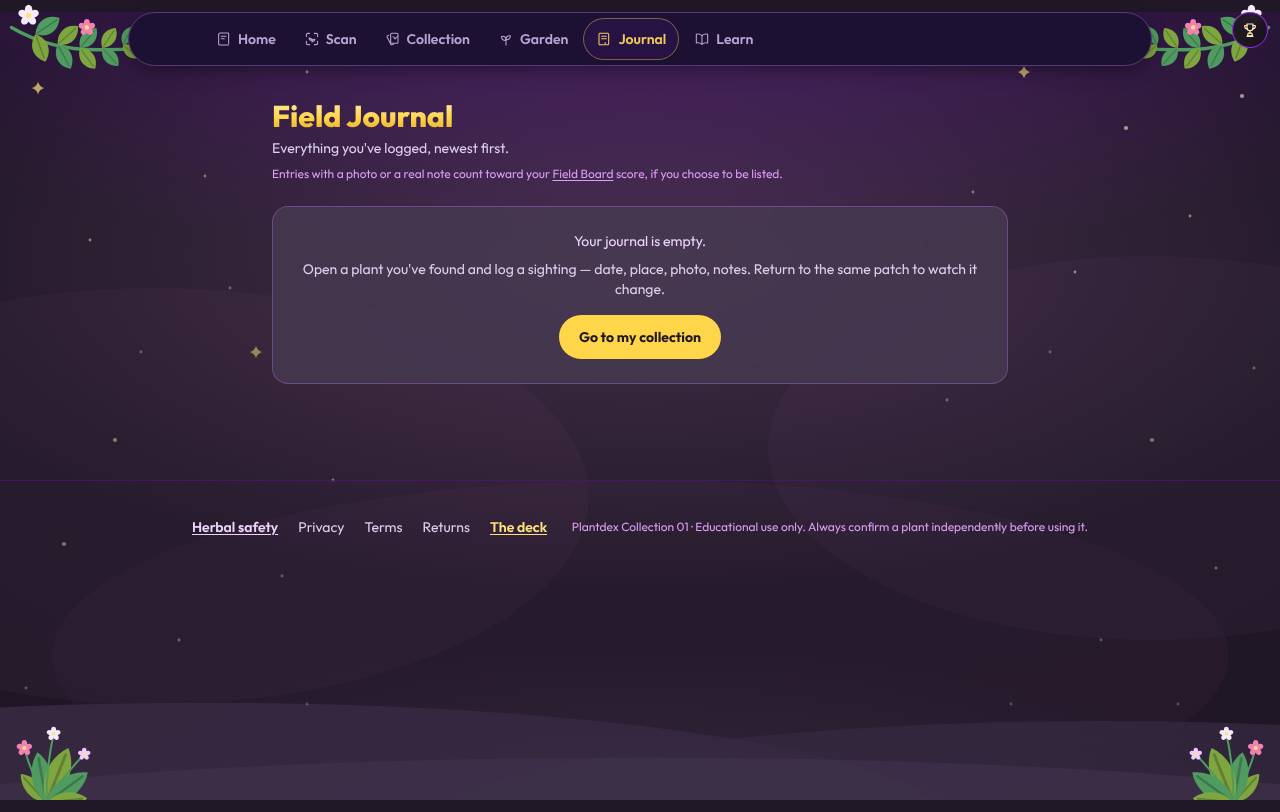 Home Scan Collection Garden Journal Learn
Field Journal
Everything you've logged, newest first.
Entries with a photo or a real note count toward your Field Board score, if you choose to be listed.
Your journal is empty.
Open a plant you've found and log a sighting — date, place, photo, notes. Return to the same patch to watch it
change.
Go to my collection
Herbal safety Privacy Terms Returns The deck Plantdex Collection 01 · Educational use only. Always confirm a plant independently before using it.